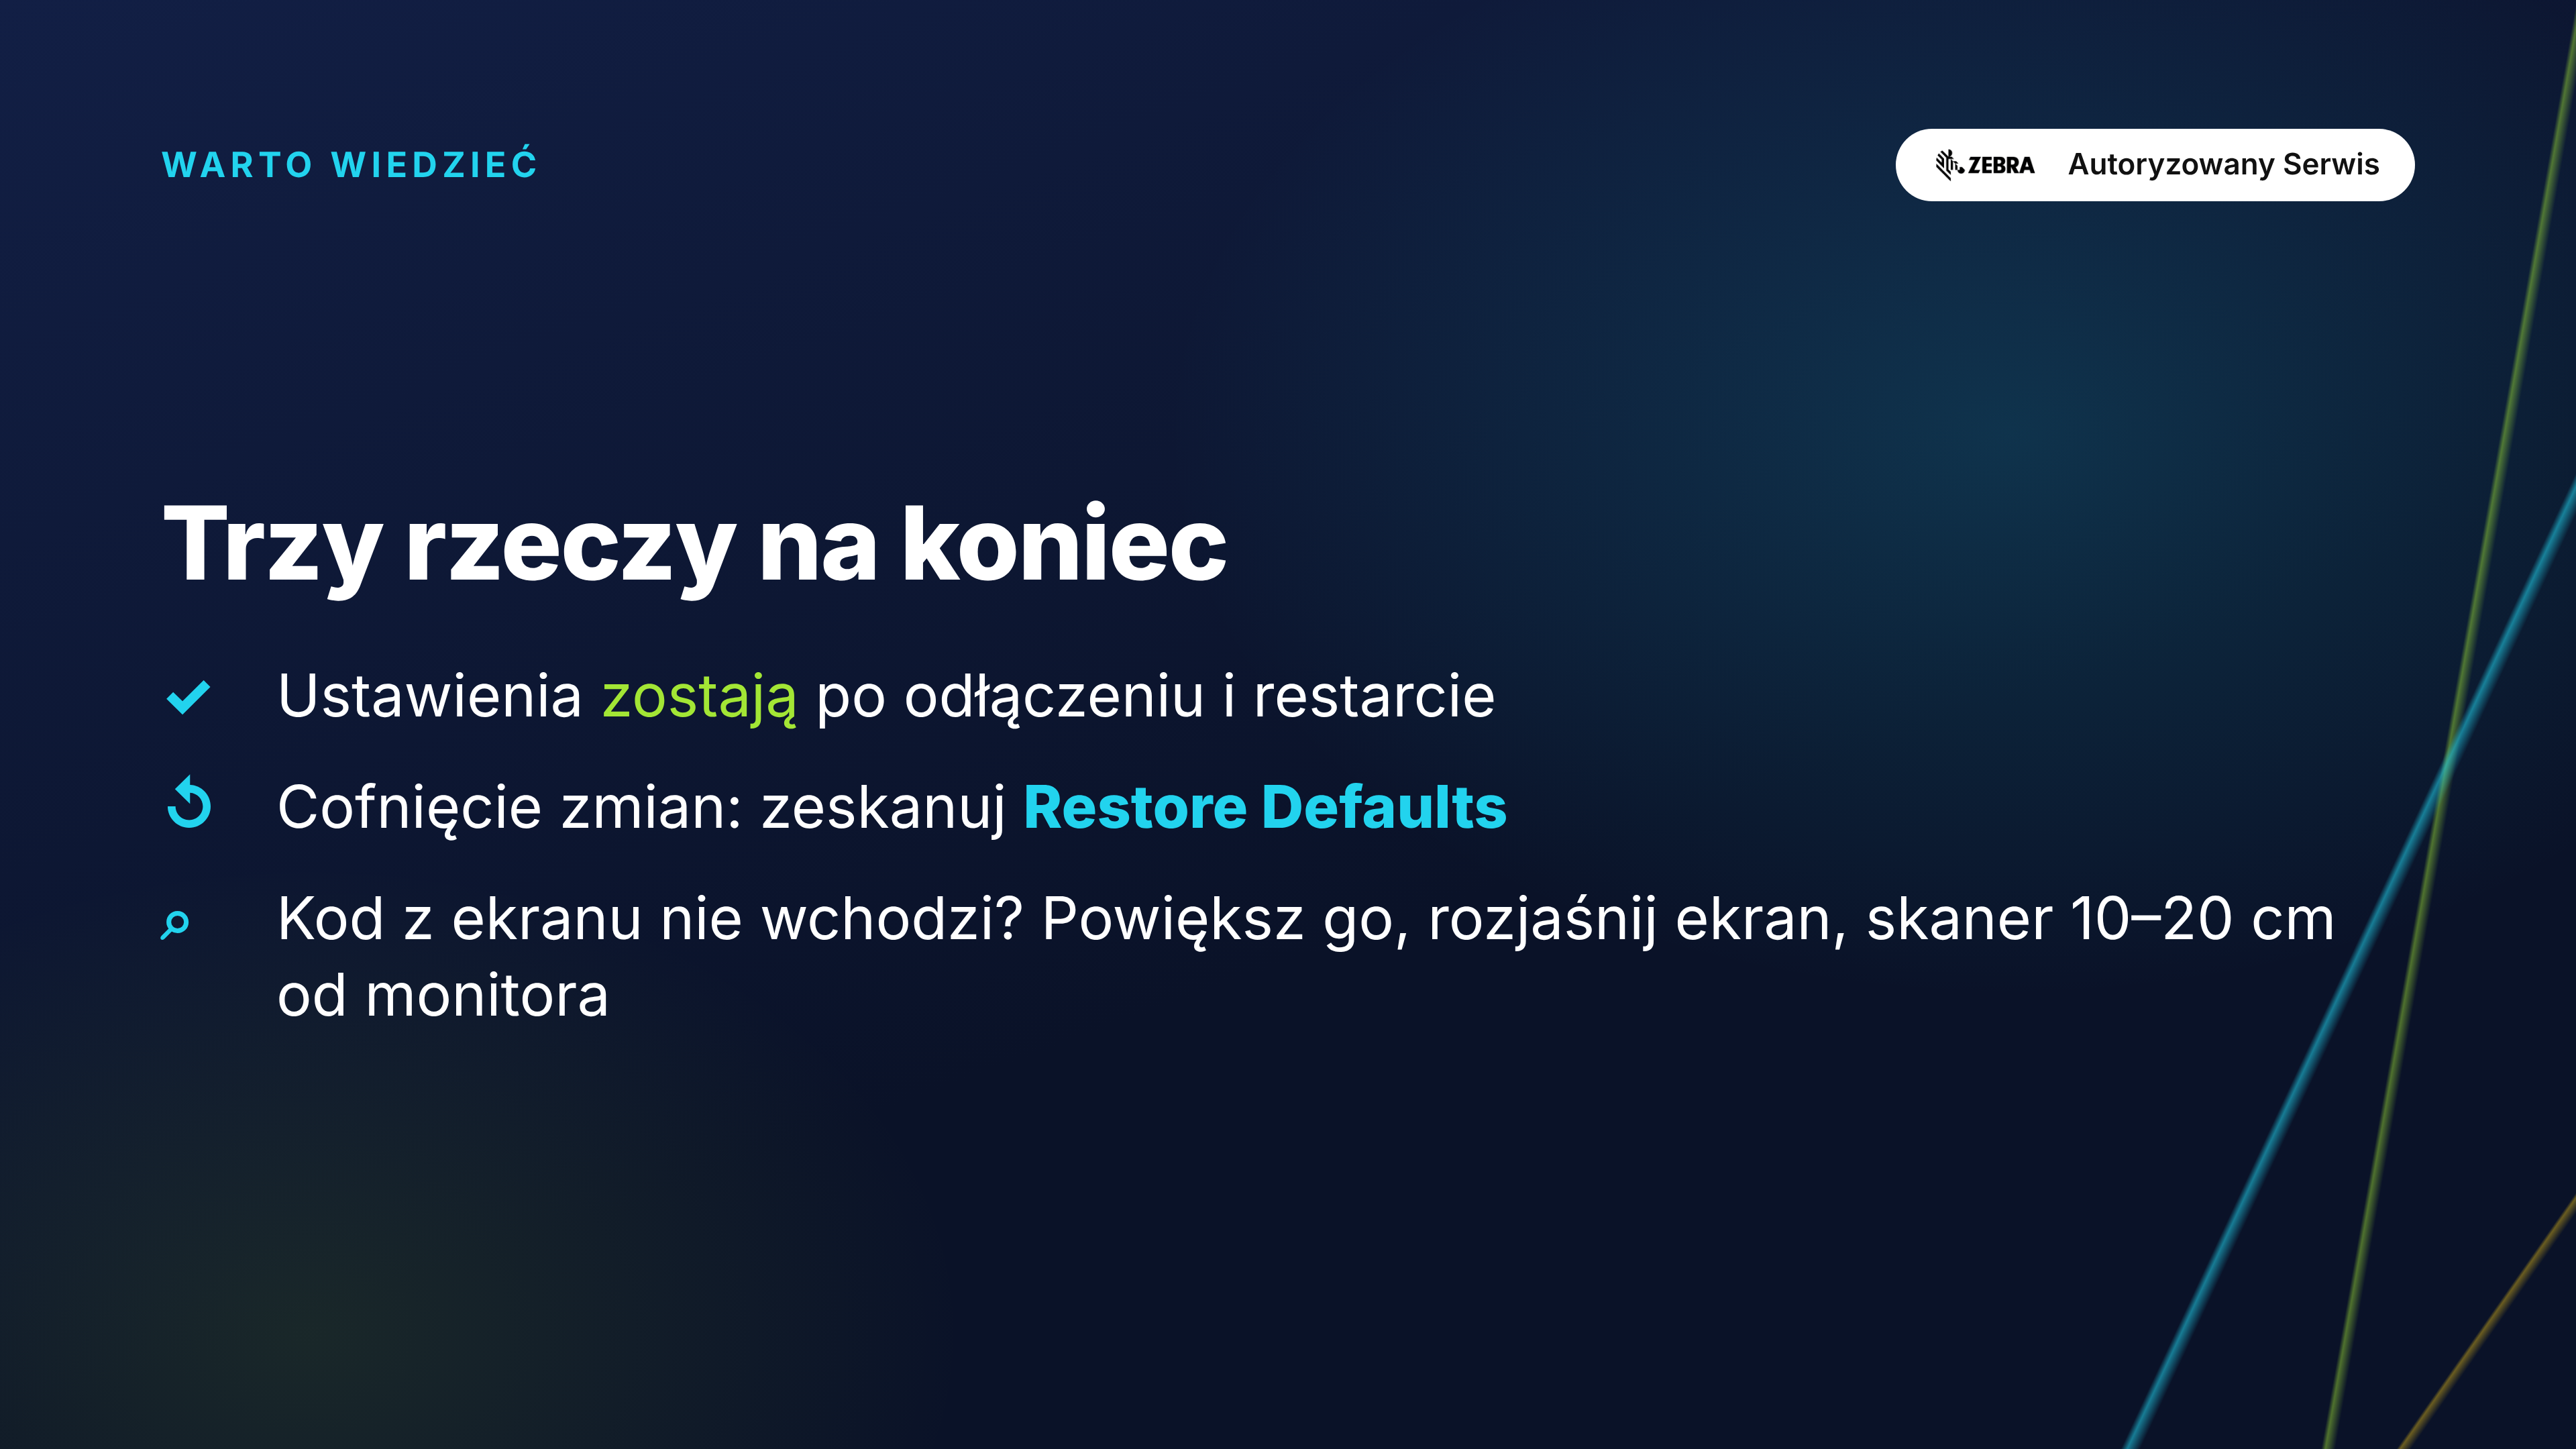 WARTO WIEDZIEĆ
ZEBRA Autoryzowany Serwis
Trzy rzeczy na koniec
Ustawienia zostają po odłączeniu i restarcie
Cofnięcie zmian: zeskanuj Restore Defaults
Kod z ekranu nie wchodzi? Powiększ go, rozjaśnij ekran, skaner 10–20 cm
od monitora